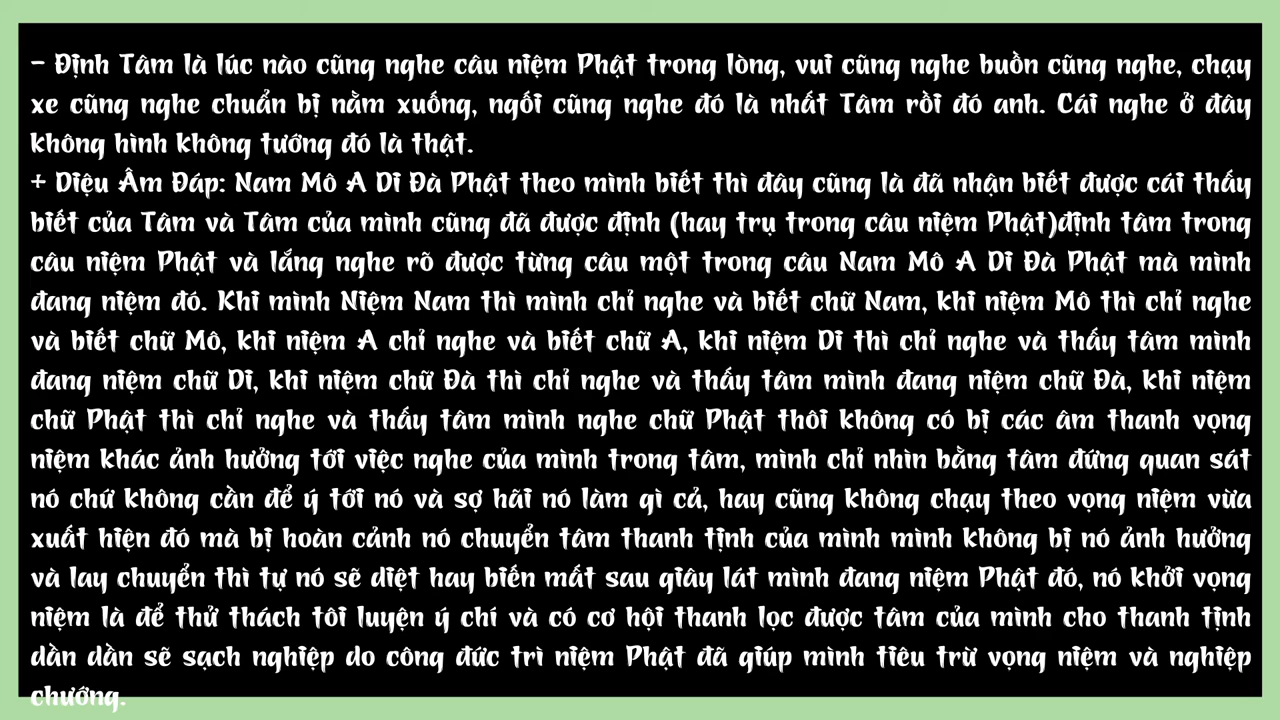 – Định Tâm là lúc nào cũng nghe câu niệm Phật trong lòng, vui cũng nghe buồn cũng nghe, chạy
xe cũng nghe chuẩn bị nằm xuống, ngối cũng nghe đó là nhất Tâm rồi đó anh. Cái nghe ở đây
không hình không tướng đó là thật.
+ Diệu Âm Đáp: Nam Mô A Di Đà Phật theo mình biết thì đây cũng là đã nhận biết được cái thấy
biết của Tâm và Tâm của mình cũng đã được định (hay trụ trong câu niệm Phật)định tâm trong
câu niệm Phật và lắng nghe rõ được từng câu một trong câu Nam Mô A Di Đà Phật mà mình
đang niệm đó. Khi mình Niệm Nam thì mình chỉ nghe và biết chữ Nam, khi niệm Mô thì chỉ nghe
và biết chữ Mô, khi niệm A chỉ nghe và biết chữ A, khi niệm Di thì chỉ nghe và thấy tâm mình
đang niệm chữ Di, khi niệm chữ Đà thì chỉ nghe và thấy tâm mình đang niệm chữ Đà, khi niệm
chữ Phật thì chỉ nghe và thấy tâm mình nghe chữ Phật thôi không có bị các âm thanh vọng
niệm khác ảnh hưởng tới việc nghe của mình trong tâm, mình chỉ nhìn bằng tâm đứng quan sát
nó chứ không cần để ý tới nó và sợ hãi nó làm gì cả, hay cũng không chạy theo vọng niệm vừa
xuất hiện đó mà bị hoàn cảnh nó chuyển tâm thanh tịnh của mình mình không bị nó ảnh hưởng
và lay chuyển thì tự nó sẽ diệt hay biến mất sau giây lát mình đang niệm Phật đó, nó khởi vọng
niệm là để thử thách tôi luyện ý chí và có cơ hội thanh lọc được tâm của mình cho thanh tịnh
dần dần sẽ sạch nghiệp do công đức trì niệm Phật đã giúp mình tiêu trừ vọng niệm và nghiệp
chướng.